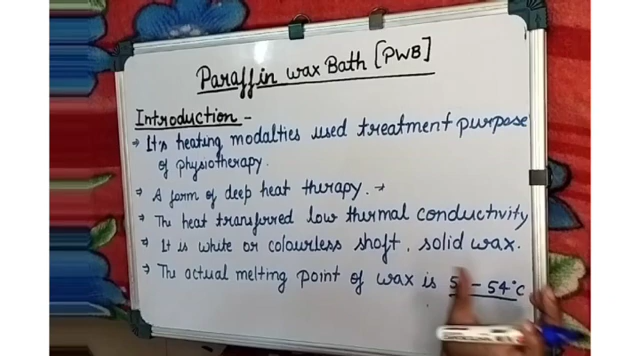 Paraffin wax Bath [PWB]
Introduction -
→ It's heating modalties used treatment purpose
of physiotherapy.
→ A form of deep heat therapy. →
→ The heat transferred low thermal conductivity
→ It is white or colourless shoft, solid wax.
→ The actual melting point of wax is - 54°C